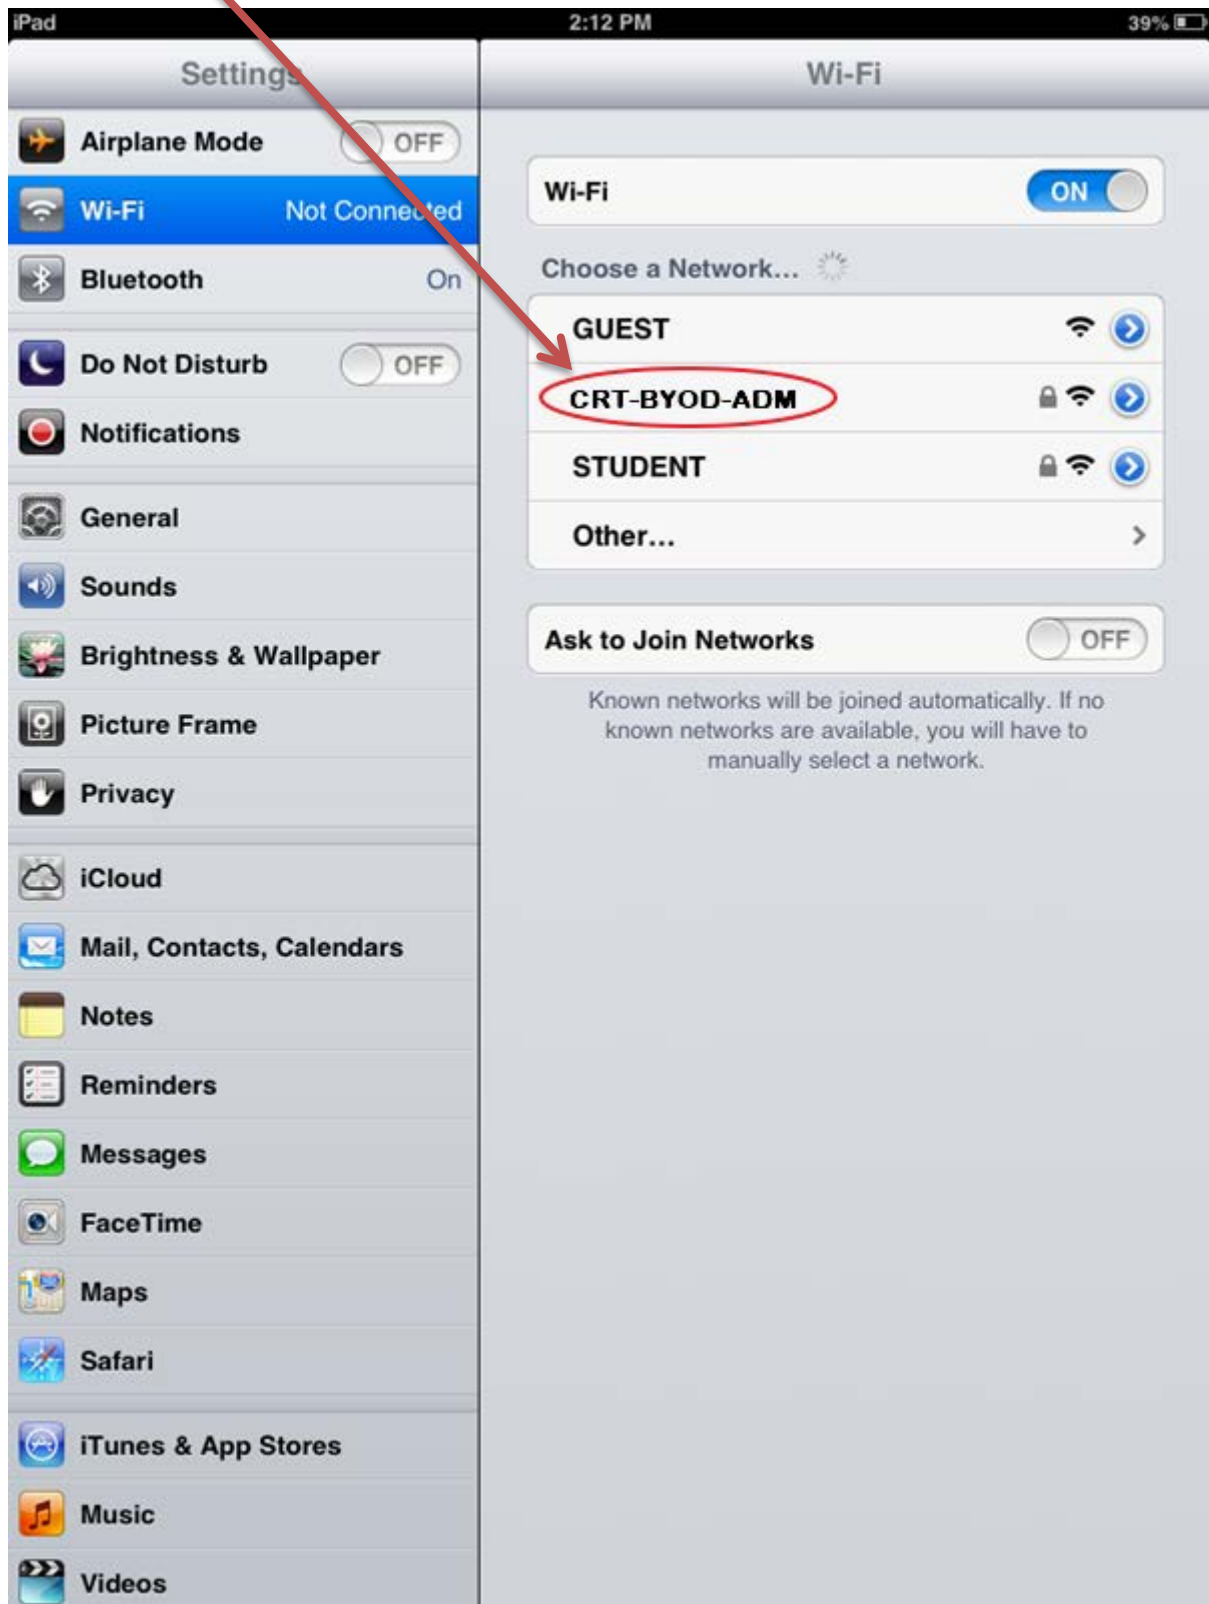 iPad 2:12 PM 39%
Settings
Airplane Mode OFF
Wi-Fi Not Connected
Bluetooth On
Do Not Disturb OFF
Notifications
General
Sounds
Brightness & Wallpaper
Picture Frame
Privacy
iCloud
Mail, Contacts, Calendars
Notes
Reminders
Messages
FaceTime
Maps
Safari
iTunes & App Stores
Music
Videos
Wi-Fi
Wi-Fi ON
Choose a Network...
GUEST
CRT-BYOD-ADM
STUDENT
Other...
Ask to Join Networks OFF
Known networks will be joined automatically. If no
known networks are available, you will have to
manually select a network.